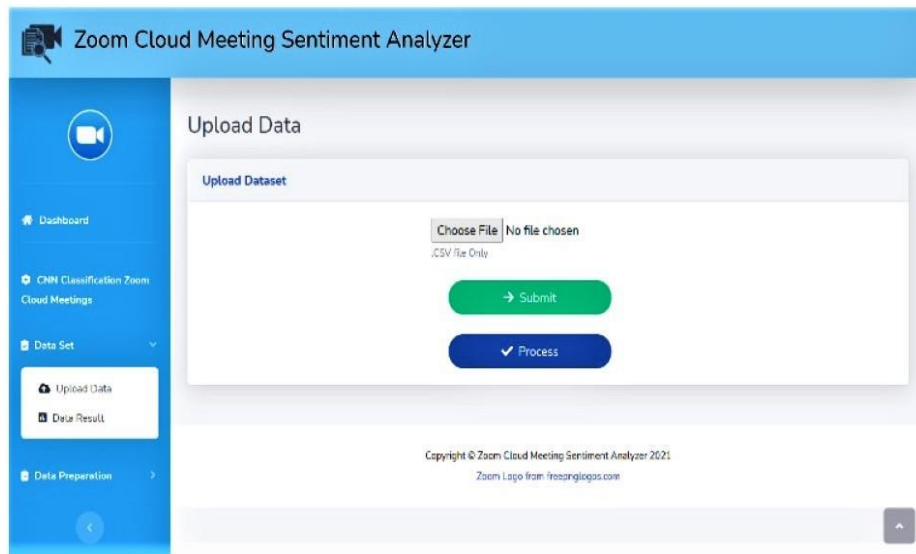 Zoom Cloud Meeting Sentiment Analyzer
Dashboard
CNN Classification Zoom
Cloud Meetings
Data Set
Upload Data
Data Result
Data Preparation
Upload Data
Upload Dataset
Choose File No file chosen
.CSV file Only
Submit
Process
Copyright © Zoom Cloud Meeting Sentiment Analyzer 2021
Zoom Logo from freepnglogos.com